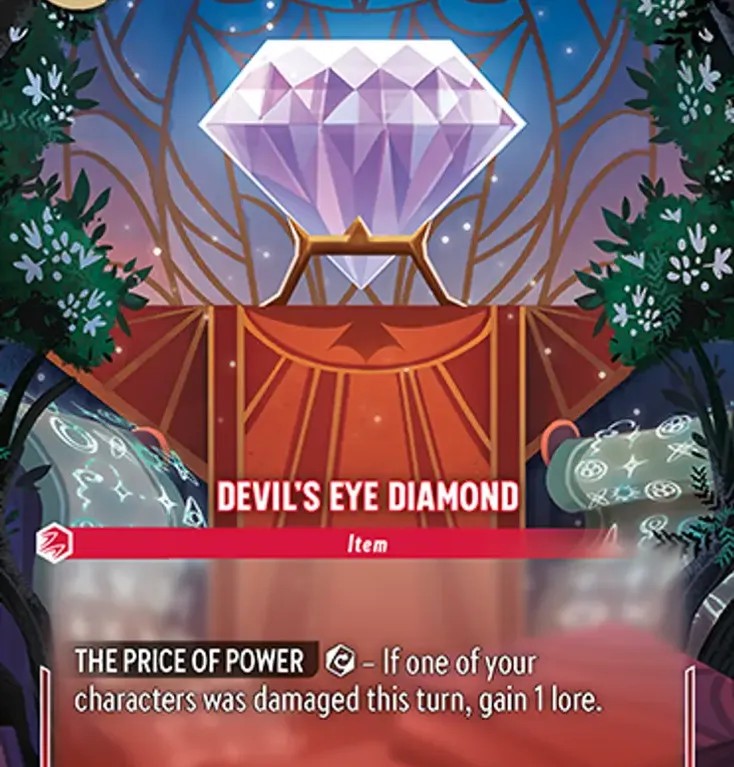 DEVIL'S EYE DIAMOND
Item
THE PRICE OF POWER – If one of your
characters was damaged this turn, gain 1 lore.